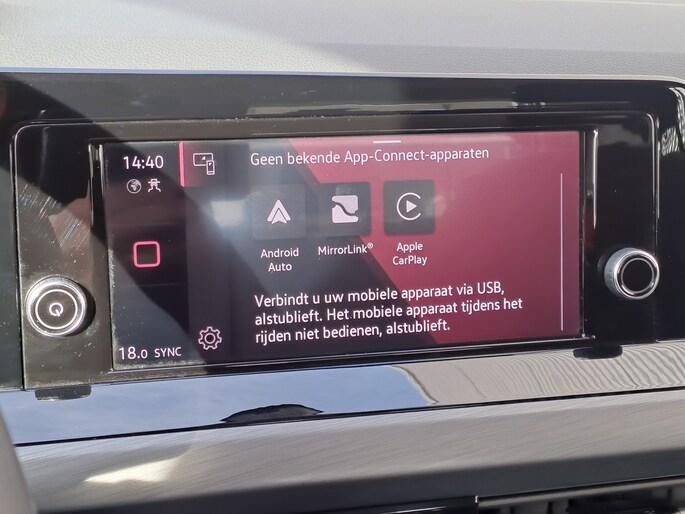 14:40
Geen bekende App-Connect-apparaten
Android
Auto
MirrorLink®
Apple
CarPlay
Verbindt u uw mobiele apparaat via USB,
alstublieft. Het mobiele apparaat tijdens het
rijden niet bedienen, alstublieft.
18.0 SYNC